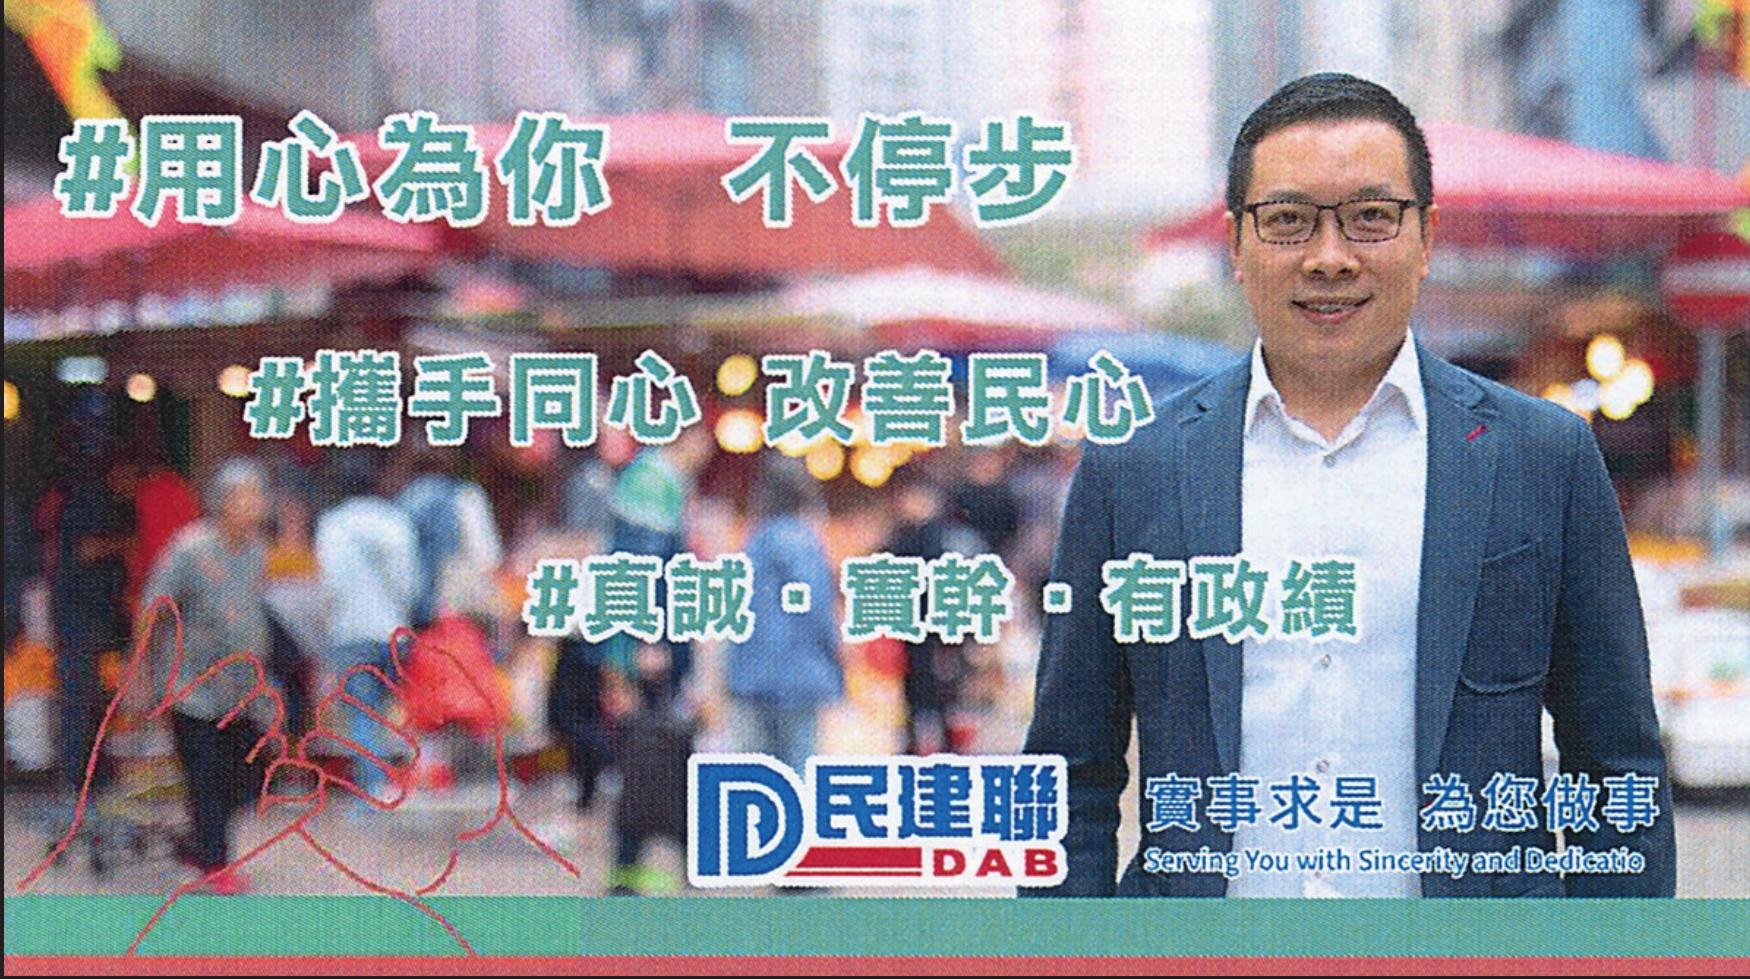 #用心為你 不停步
#攜手同心 改善民心
#真誠·實幹·有政績
民建聯
DAB
實事求是 為您做事
Serving You with Sincerity and Dedicatio